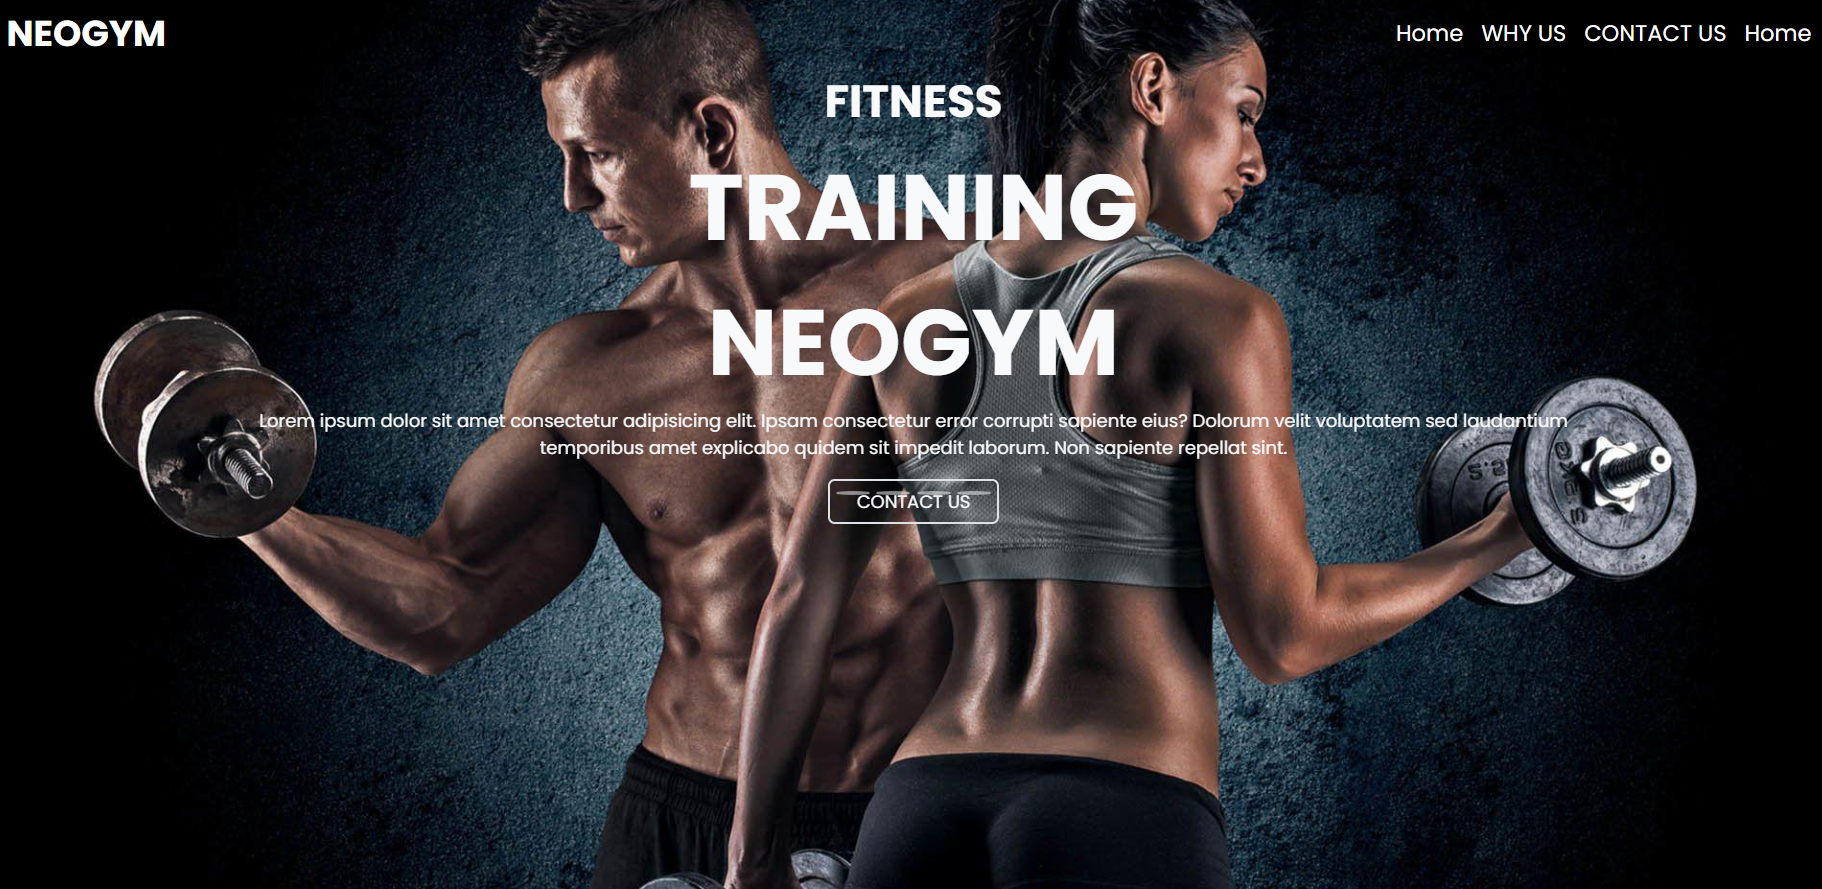 NEOGYM
Home WHY US CONTACT US Home
FITNESS
TRAINING
NEOGYM
Lorem ipsum dolor sit amet consectetur adipisicing elit. Ipsam consectetur error corrupti sapiente eius? Dolorum velit voluptatem sed laudantium
temporibus amet explicabo quidem sit impedit laborum. Non sapiente repellat sint.
CONTACT US